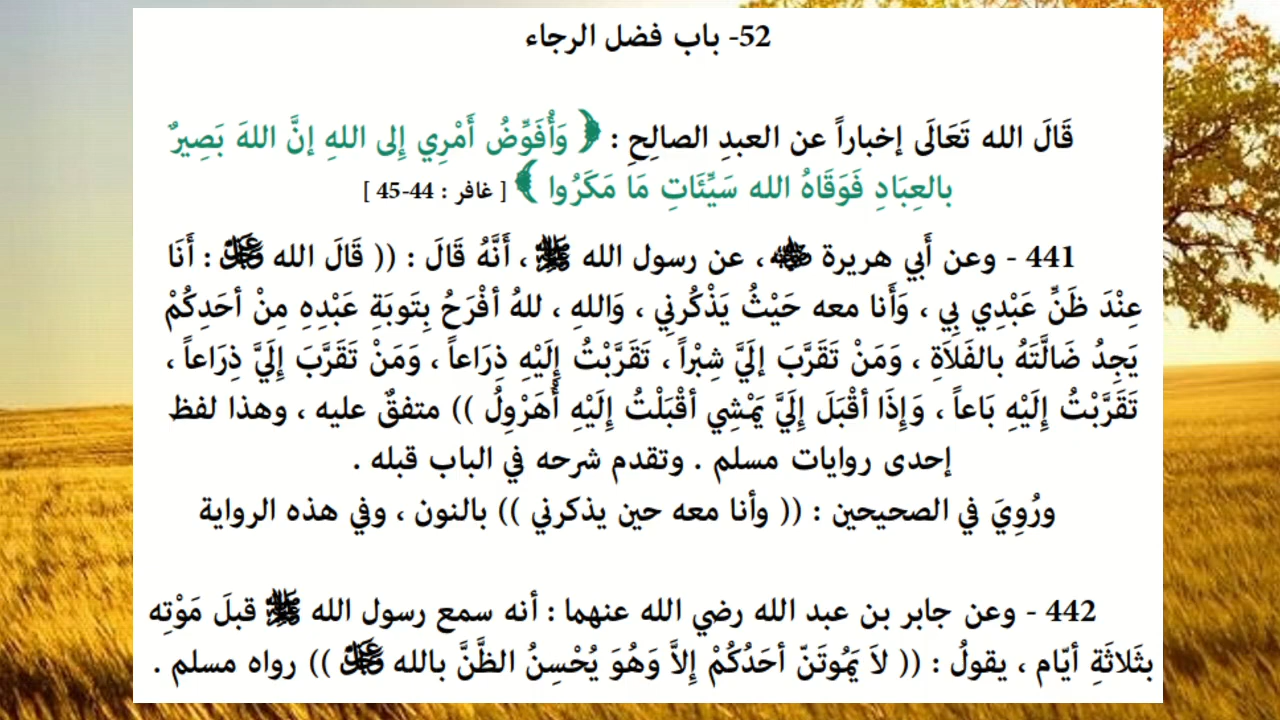 52- باب فضل الرجاء
قَالَ الله تَعَالَى إخباراً عن العبدِ الصالِحِ : ﴿ وَأُفَوِّضُ أَمْرِي إِلى اللهِ إنَّ اللهَ بَصِيرٌ
بالعِبَادِ فَوَقَاهُ الله سَيِّئَاتِ مَا مَكَرُوا ﴾ [ غافر : 44-45 ]
441 - وعن أَبي هريرة ﷺ، عن رسول الله ﷺ ، أَنَّهُ قَالَ : (( قَالَ الله ﷻ : أَنَا
عِنْدَ ظَنِّ عَبْدِي بِي ، وَأَنا معه حَيْثُ يَذْكُرنِي ، وَاللهِ ، للهُ أفْرَحُ بِتَوبَةِ عَبْدِهِ مِنْ أحَدِكُمْ
يَجِدُ ضَالَّتَهُ بالفَلاَةِ ، وَمَنْ تَقَرَّبَ إلَيَّ شِبْراً ، تَقَرَّبْتُ إِلَيْهِ ذِرَاعاً ، وَمَنْ تَقَرَّبَ إِلَيَّ ذِرَاعاً ،
تَقَرَّبْتُ إِلَيْهِ بَاعاً ، وَإِذَا أقْبَلَ إِلَيَّ يَمْشِي أقْبَلْتُ إِلَيْهِ أُهَرْوِلُ )) متفقٌ عليه ، وهذا لفظ
إحدى روايات مسلم . وتقدم شرحه في الباب قبله .
ورُوِيَ في الصحيحين : (( وأنا معه حين يذكرني )) بالنون ، وفي هذه الرواية
442 - وعن جابر بن عبد الله رضي الله عنهما : أنه سمع رسول الله ﷺ قبلَ مَوْتِه
بثَلاثَةِ أيّام ، يقولُ : (( لاَ يَمُوتَنّ أحَدُكُمْ إِلاَّ وَهُوَ يُحْسِنُ الظَّنَّ بالله ﷻ )) رواه مسلم .